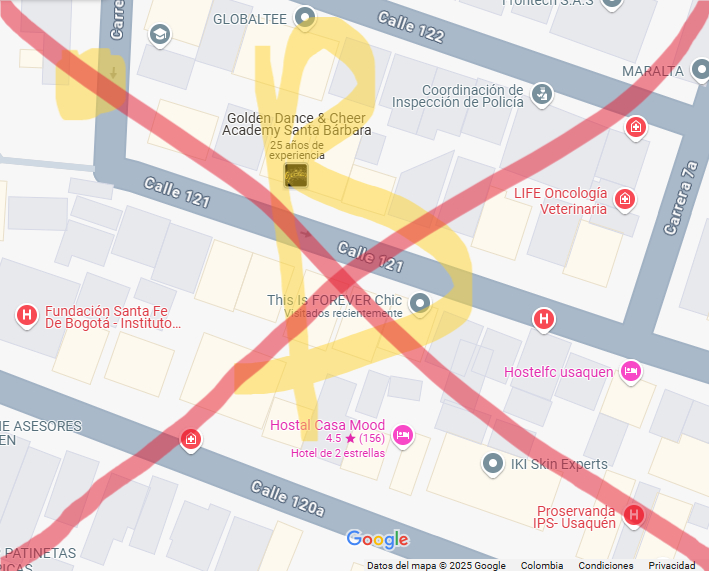 Frontech S.A.S
GLOBALTEE
Calle 122
Carre
MARALTA
Coordinación de
Inspección de Policía
Golden Dance & Cheer
Academy Santa Bárbara
25 años de
experiencia
Calle 121
LIFE Oncología
Veterinaria
Carrera 7a
Calle 121
This Is FOREVER Chic
Visitados recientemente
H
Fundación Santa Fe
De Bogotá - Instituto...
H
Hostelfc usaquen
E ASESORES
EN
Hostal Casa Mood
4.5 ★ (156)
Hotel de 2 estrellas
IKI Skin Experts
Calle 120a
Proservanda
IPS- Usaquén
H
Google
PATINETAS
PICAS
Datos del mapa © 2025 Google Colombia Condiciones Privacidad